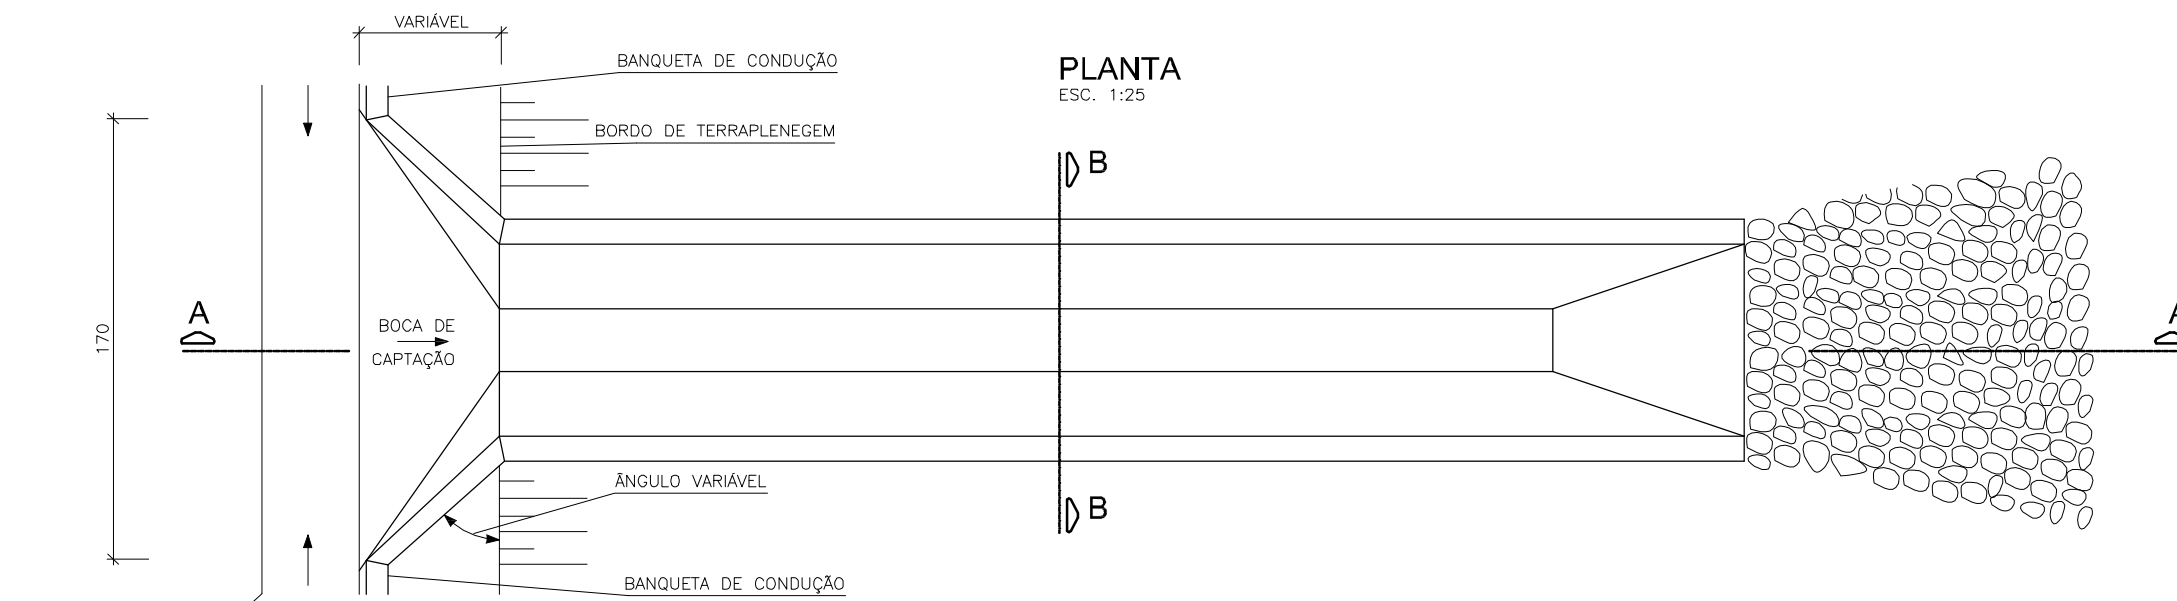 VARIÁVEL
BANQUETA DE CONDUÇÃO
PLANTA
ESC. 1:25
BORDO DE TERRAPLENEGEM
B
A
A
170
BOCA DE
CAPTAÇÃO
ÂNGULO VARIÁVEL
B
BANQUETA DE CONDUÇÃO